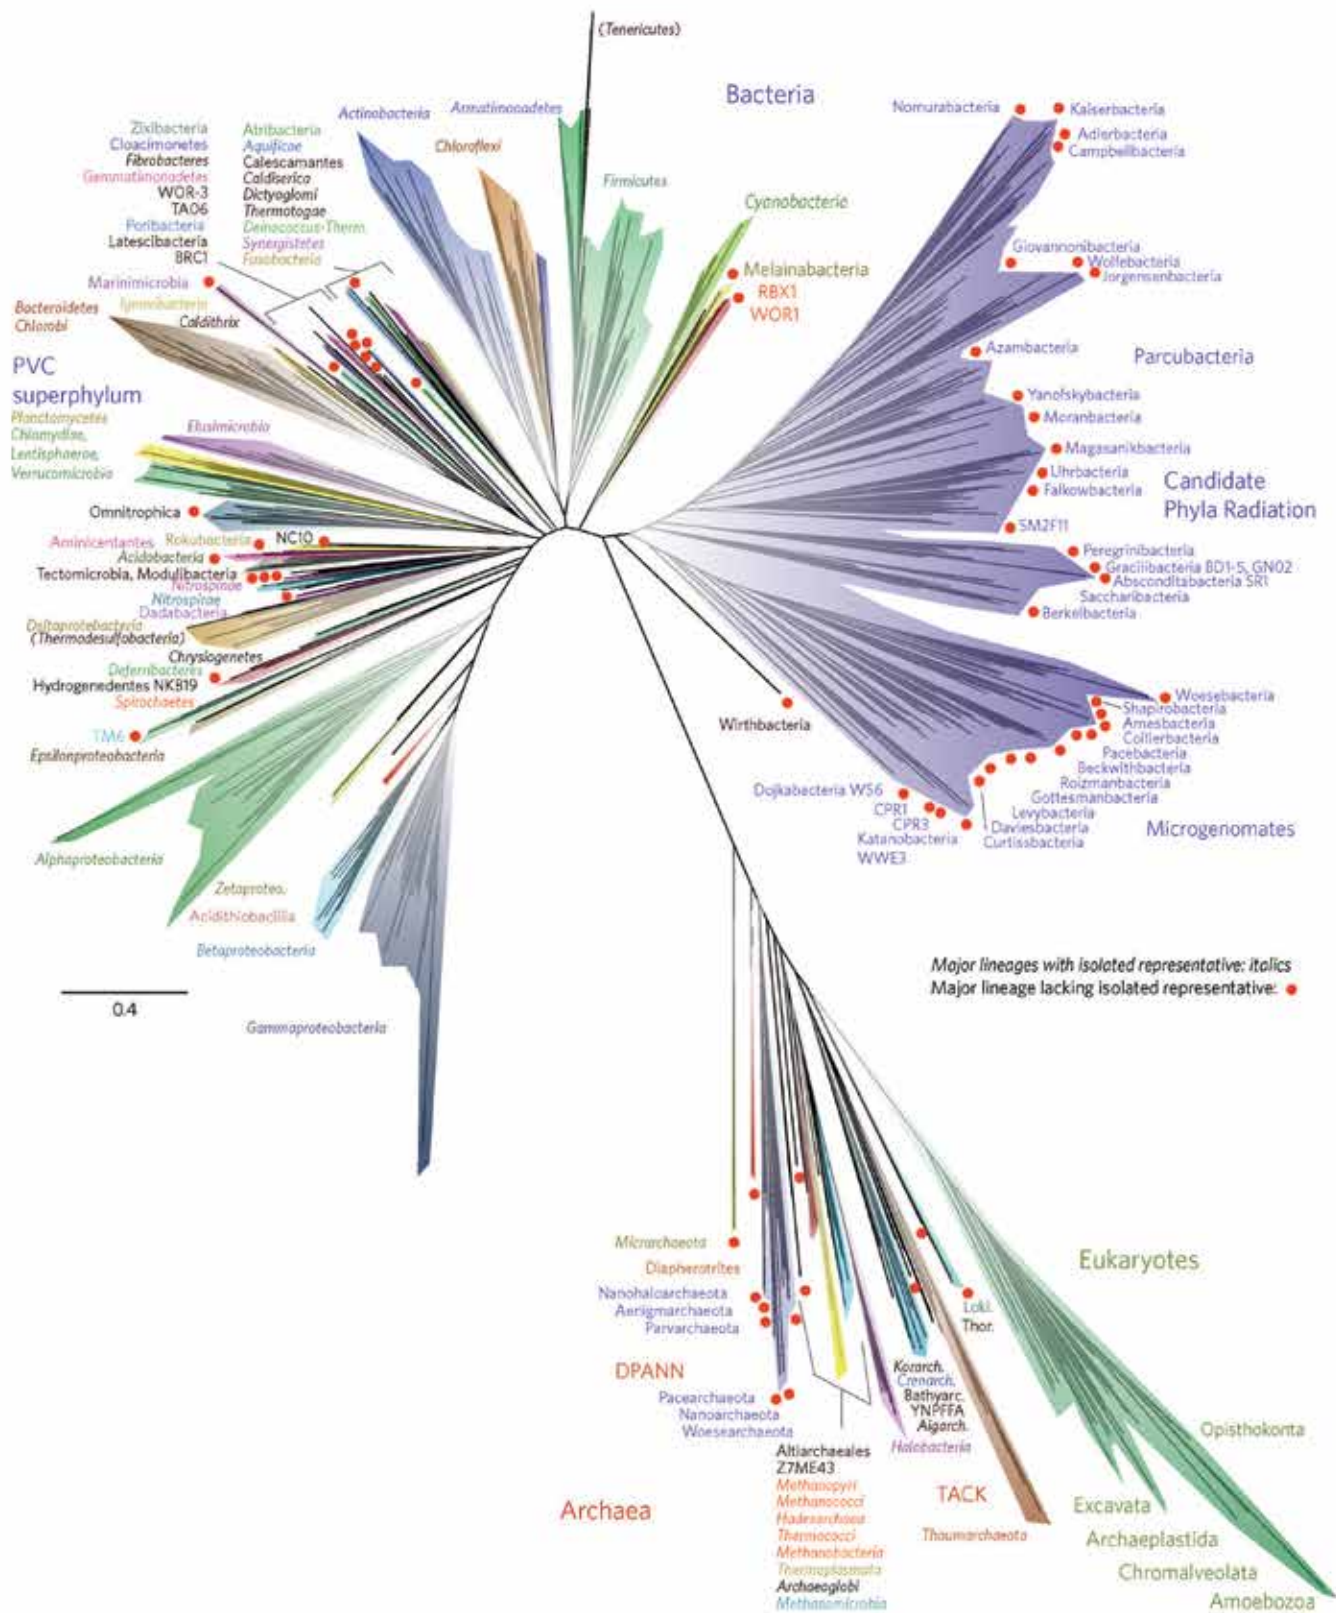 (Tenericutes)
Bacteria
Actinobacteria
Armatimonadetes
Chloroflexi
Firmicutes
Cyanobacteria
Melainabacteria
RBX1
WOR1
Zixibacteria
Cloacimonetes
Fibrobacteres
Gemmatimonadetes
WOR-3
TA06
Poribacteria
Latescibacteria
BRC1
Atribacteria
Aquificae
Calescamantes
Caldiserica
Dictyoglomi
Thermotogae
Deinococcus-Therm.
Synergistetes
Fusobacteria
Marinimicrobia
Bacteroidetes
Chlorobi
Ignavibacteria
Caldithrix
PVC
superphylum
Planctomycetes
Chlamydiae,
Lentisphaerae,
Verrucomicrobia
Elusimicrobia
Omnitrophica
Aminicentantes
Rokubacteria
NC10
Acidobacteria
Tectomicrobia, Modulibacteria
Nitrospinae
Nitrospirae
Dadabacteria
Deltaprotebacteria
(Thermodesulfobacteria)
Chrysiogenetes
Deferribacteres
Hydrogenedentes NKB19
Spirochaetes
TM6
Epsilonproteobacteria
Alphaproteobacteria
Zetaproteo.
Acidithiobacillia
Betaproteobacteria
Gammaproteobacteria
0.4
Nomurabacteria
Kaiserbacteria
Adlerbacteria
Campbellbacteria
Giovannonibacteria
Wolfebacteria
Jorgensenbacteria
Azambacteria
Parcubacteria
Yanofskybacteria
Moranbacteria
Magasanikbacteria
Uhrbacteria
Falkowbacteria
Candidate
Phyla Radiation
SM2F11
Peregrinibacteria
Gracilibacteria BD1-5, GN02
Absconditabacteria SR1
Saccharibacteria
Berkelbacteria
Woesebacteria
Shapirobacteria
Amesbacteria
Collierbacteria
Pacebacteria
Beckwithbacteria
Roizmanbacteria
Gottesmanbacteria
Levybacteria
Daviesbacteria
Curtissbacteria
Microgenomates
Wirthbacteria
Dojkabacteria WS6
CPR1
CPR3
Katanobacteria
WWE3
Major lineages with isolated representative: italics
Major lineage lacking isolated representative:
Micrarchaeota
Diapherotrites
Nanohaloarchaeota
Aenigmarchaeota
Parvarchaeota
DPANN
Pacearchaeota
Nanoarchaeota
Woesearchaeota
Archaea
Altiarchaeales
Z7ME43
Methanopyri
Methanococci
Hadesarchaea
Thermococci
Methanobacteria
Thermoplasmata
Archaeoglobi
Methanomicrobia
Halobacteria
Korarch.
Crenarch.
Bathyarc.
YNPFFA
Aigarch.
TACK
Thaumarchaeota
Loki.
Thor.
Eukaryotes
Opisthokonta
Excavata
Archaeplastida
Chromalveolata
Amoebozoa